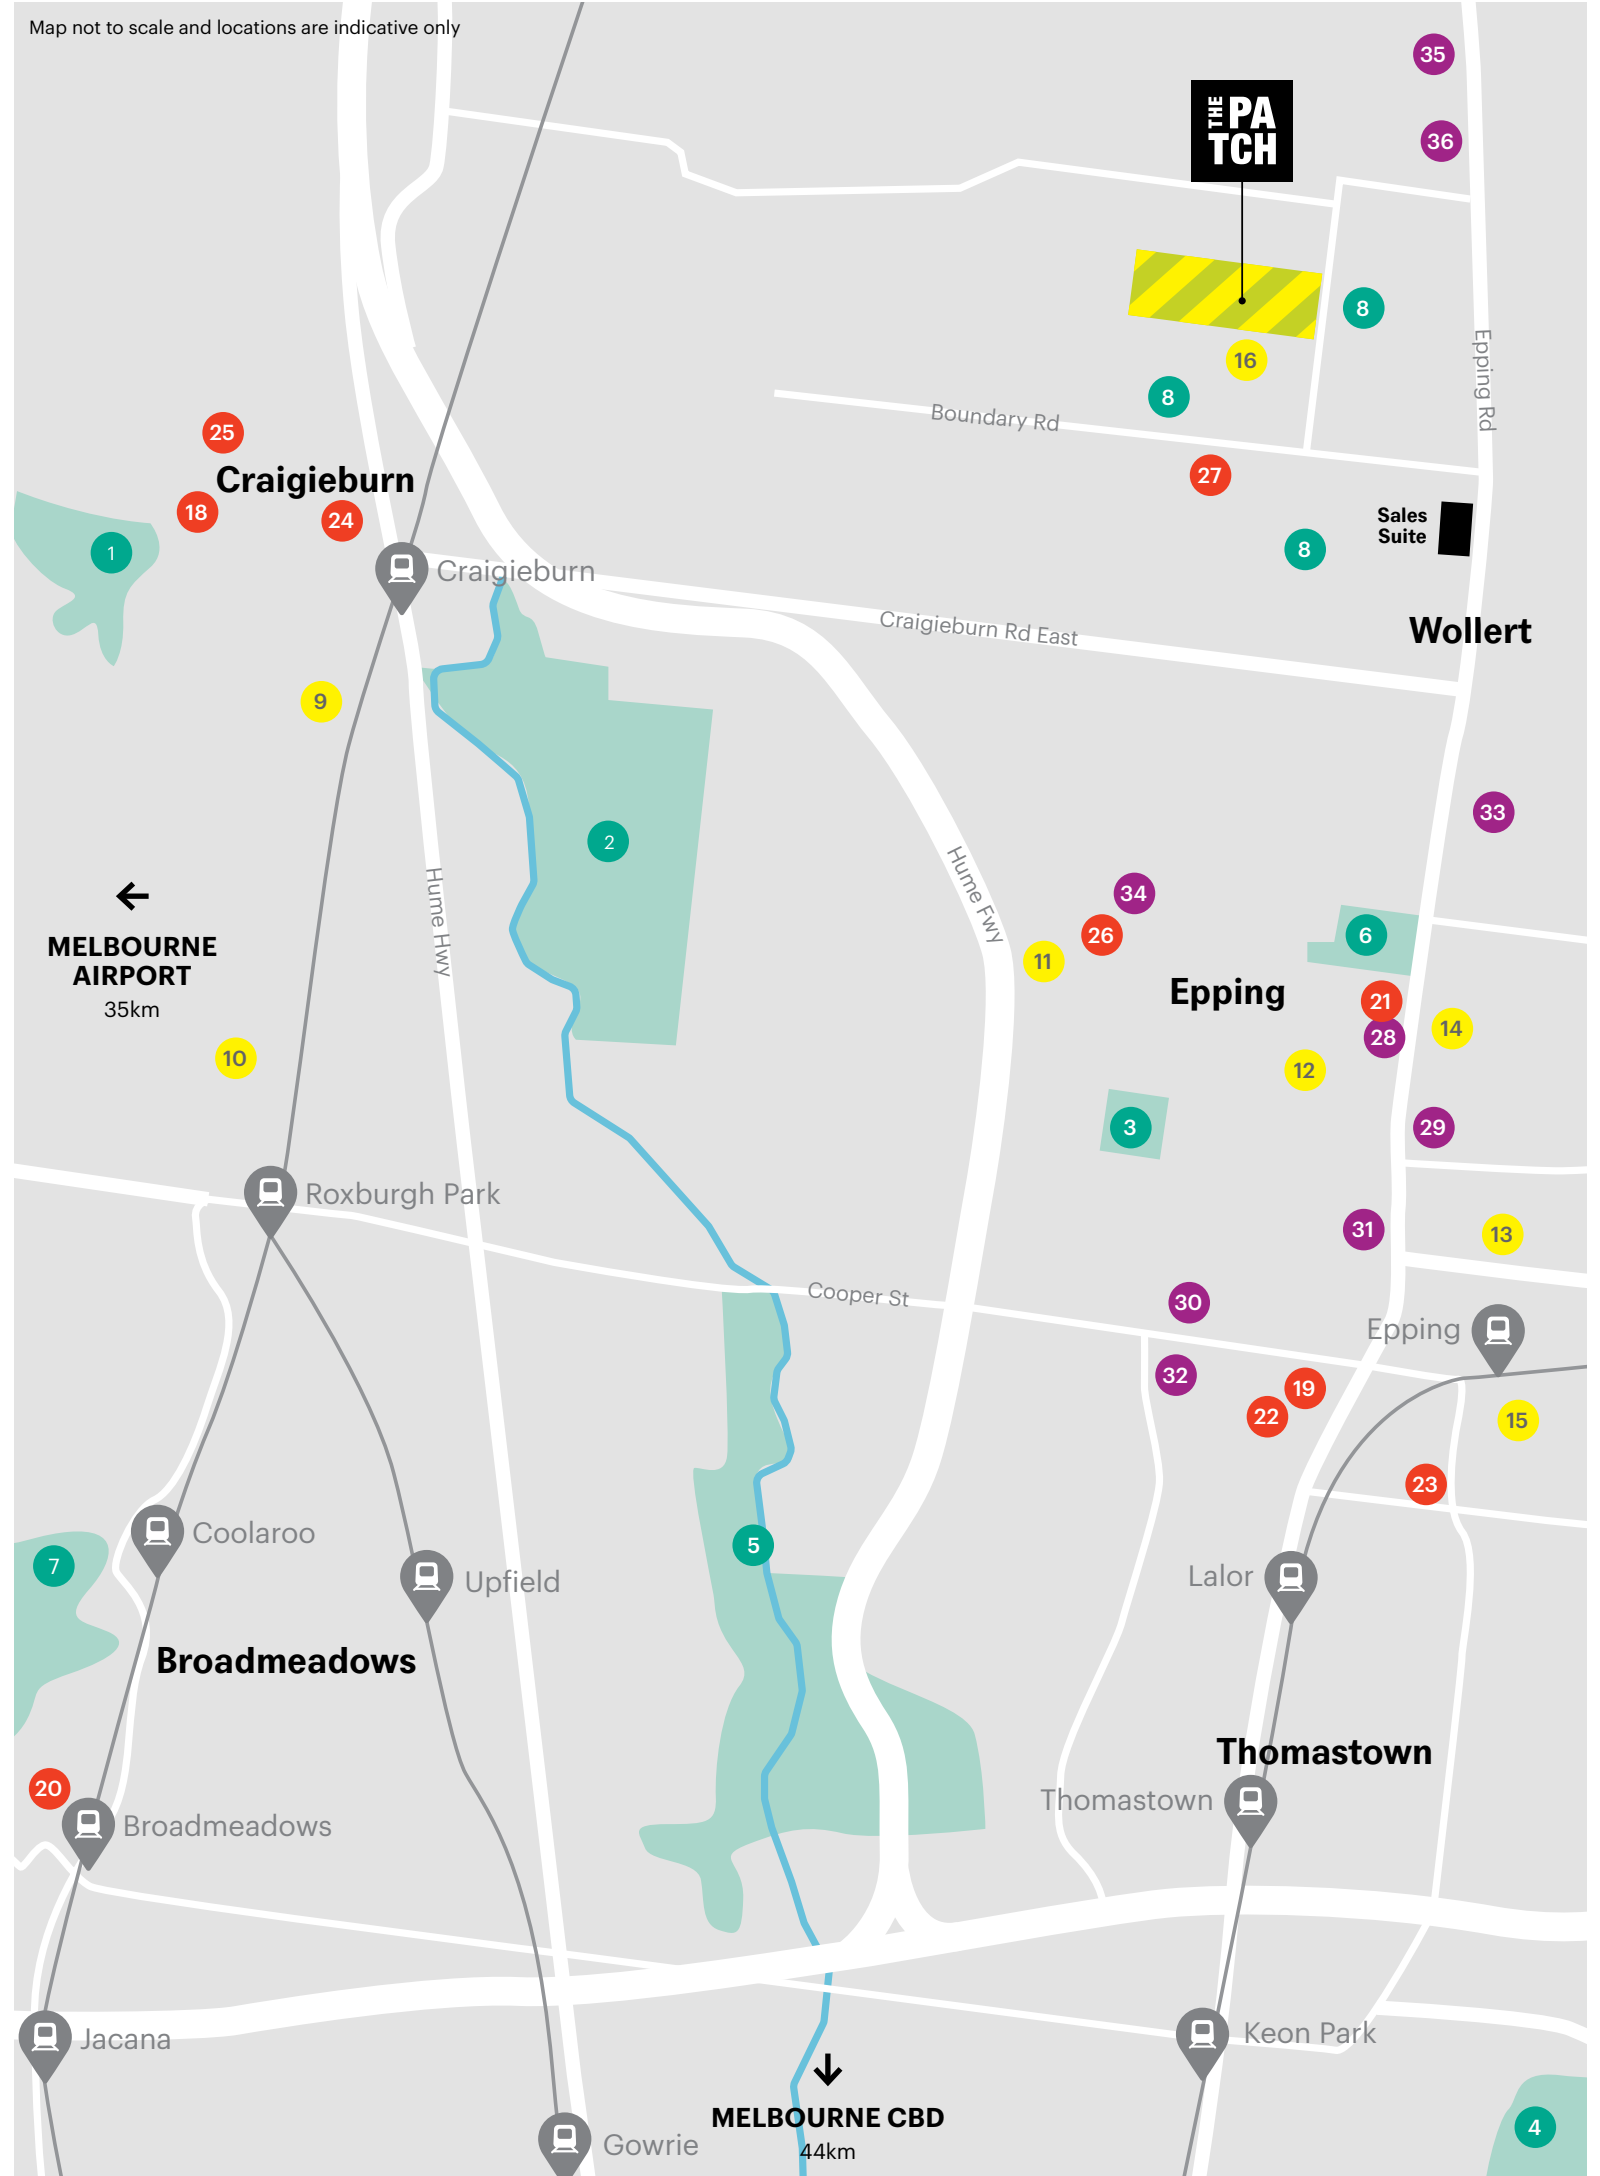 Map not to scale and locations are indicative only
35
THE PA
TCH
36
8
16
8
Epping Rd
Boundary Rd
25
Craigieburn
27
18
24
Sales
Suite
1
8
Craigieburn
Craigieburn Rd East
Wollert
9
33
2
Hume Hwy
Hume Fwy
34
26
6
11
MELBOURNE
AIRPORT
35km
Epping
21
14
28
10
12
3
29
Roxburgh Park
31
13
Cooper St
30
Epping
32
19
22
15
23
Coolaroo
5
7
Upfield
Lalor
Broadmeadows
Thomastown
20
Thomastown
Broadmeadows
Jacana
Keon Park
MELBOURNE CBD
44km
4
Gowrie